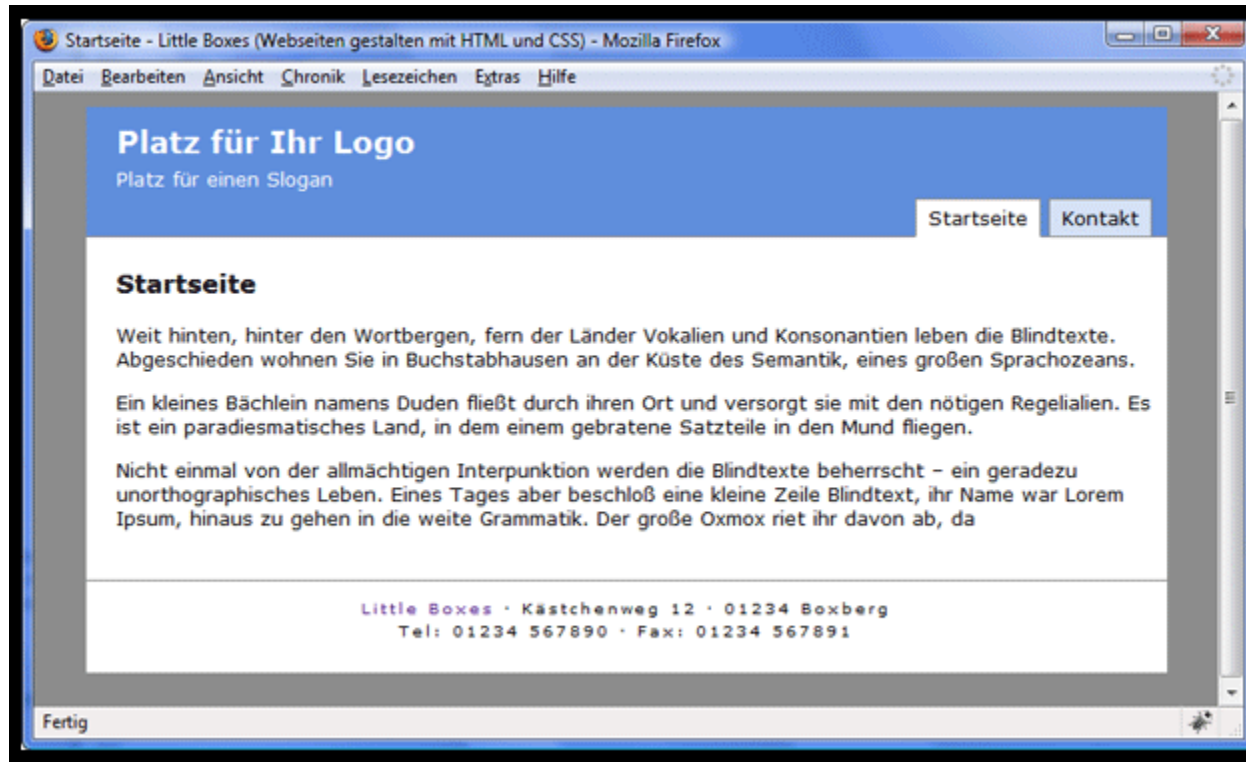 Startseite - Little Boxes (Webseiten gestalten mit HTML und CSS) - Mozilla Firefox
Datei Bearbeiten Ansicht Chronik Lesezeichen Extras Hilfe
Platz für Ihr Logo
Platz für einen Slogan
Startseite Kontakt
Startseite
Weit hinten, hinter den Wortbergen, fern der Länder Vokalien und Konsonantien leben die Blindtexte.
Abgeschieden wohnen Sie in Buchstabhausen an der Küste des Semantik, eines großen Sprachozeans.
Ein kleines Bächlein namens Duden fließt durch ihren Ort und versorgt sie mit den nötigen Regelialien. Es
ist ein paradiesmatisches Land, in dem einem gebratene Satzteile in den Mund fliegen.
Nicht einmal von der allmächtigen Interpunktion werden die Blindtexte beherrscht – ein geradezu
unorthographisches Leben. Eines Tages aber beschloß eine kleine Zeile Blindtext, ihr Name war Lorem
Ipsum, hinaus zu gehen in die weite Grammatik. Der große Oxmox riet ihr davon ab, da
Little Boxes · Kästchenweg 12 · 01234 Boxberg
Tel: 01234 567890 · Fax: 01234 567891
Fertig